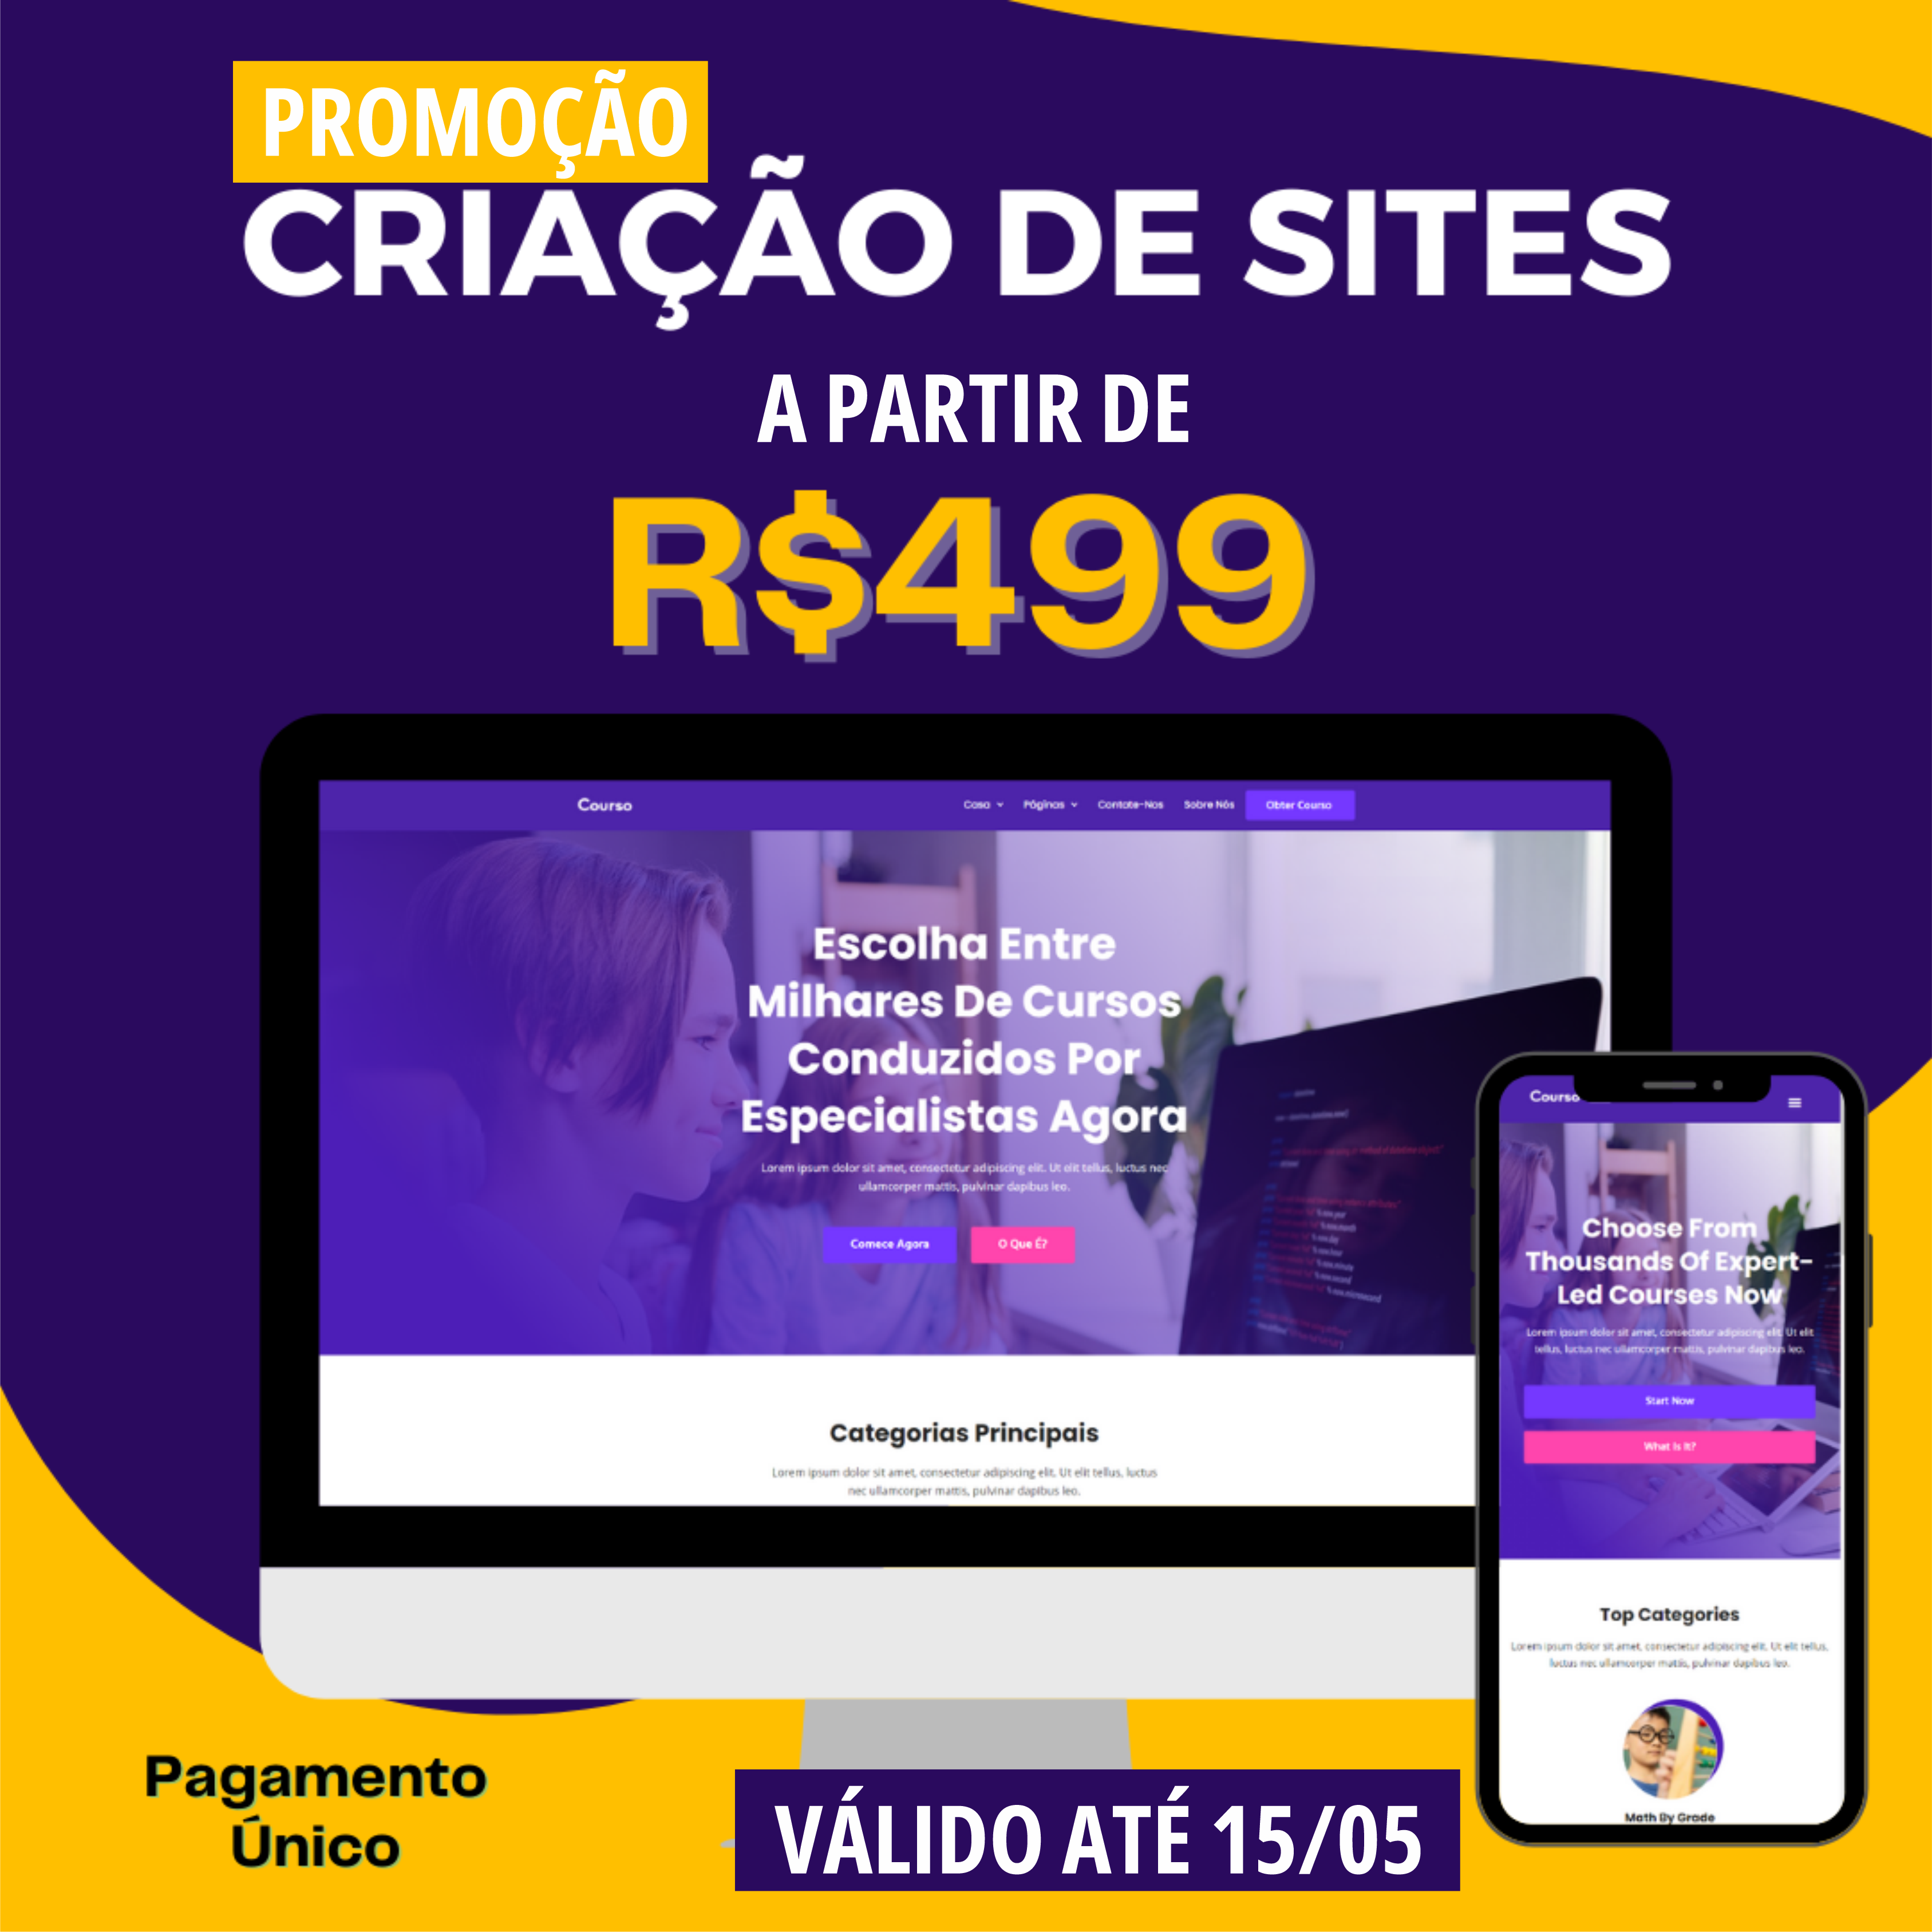 PROMOÇÃO
CRIAÇÃO DE SITES
A PARTIR DE
R$499
Courso
Casa Páginas Contate-Nos Sobre Nós Obter Courso
Escolha Entre
Milhares De Cursos
Conduzidos Por
Especialistas Agora
Lorem ipsum dolor sit amet, consectetur adipiscing elit. Ut elit tellus, luctus nec
ullamcorper mattis, pulvinar dapibus leo.
Comece Agora O Que É?
Categorias Principais
Lorem ipsum dolor sit amet, consectetur adipiscing elit. Ut elit tellus, luctus
nec ullamcorper mattis, pulvinar dapibus leo.
Courso
Choose From
Thousands Of Expert-
Led Courses Now
Lorem ipsum dolor sit amet, consectetur adipiscing elit. Ut elit
tellus, luctus nec ullamcorper mattis, pulvinar dapibus leo.
Start Now
What Is It?
Top Categories
Lorem ipsum dolor sit amet, consectetur adipiscing elit. Ut elit tellus,
luctus nec ullamcorper mattis, pulvinar dapibus leo.
Math By Grade
Pagamento
Único
VÁLIDO ATÉ 15/05